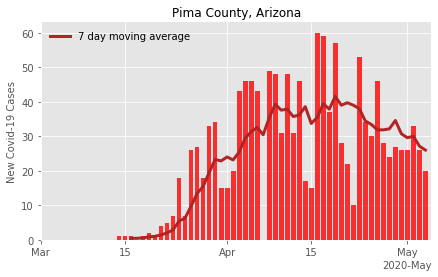 Pima County, Arizona
7 day moving average
New Covid-19 Cases
60
50
40
30
20
10
0
Mar
15
Apr
15
May
2020-May